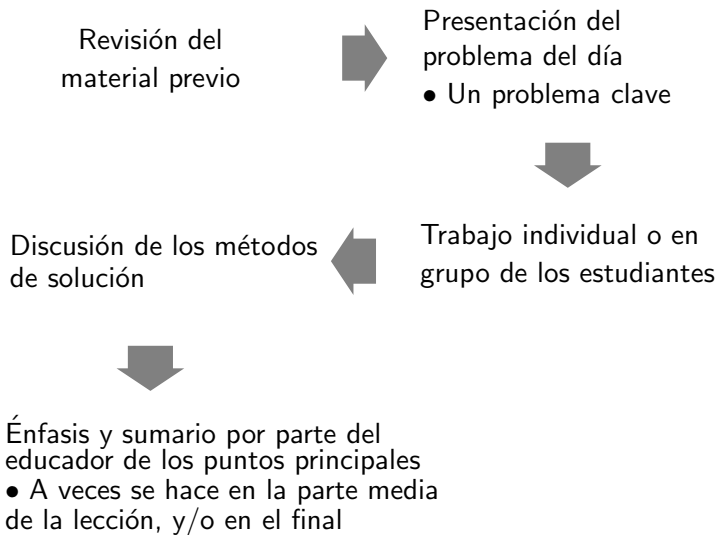 Revisión del
material previo
Presentación del
problema del día
• Un problema clave
Trabajo individual o en
grupo de los estudiantes
Discusión de los métodos
de solución
Énfasis y sumario por parte del
educador de los puntos principales
• A veces se hace en la parte media
de la lección, y/o en el final